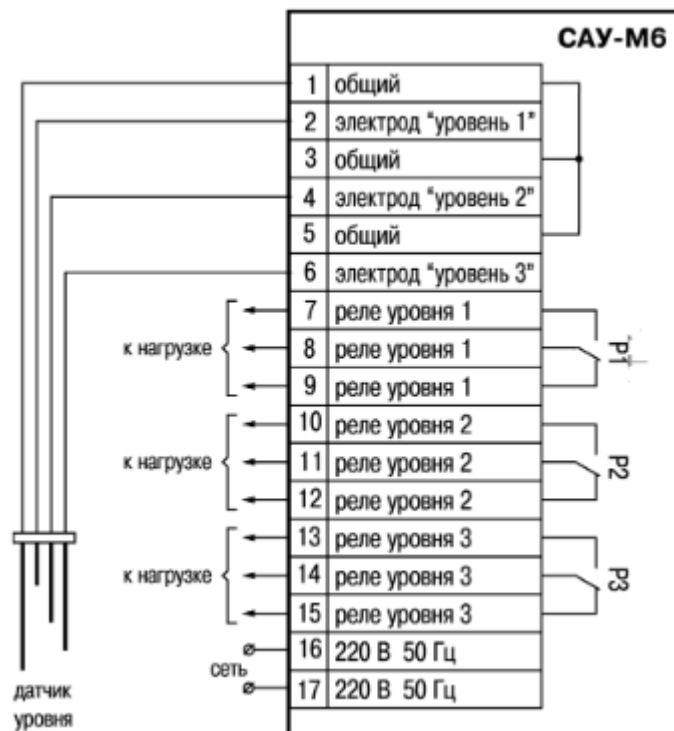 САУ-М6
1 общий
2 электрод "уровень 1"
3 общий
4 электрод "уровень 2"
5 общий
6 электрод "уровень 3"
к нагрузке
7 реле уровня 1
8 реле уровня 1
9 реле уровня 1
Р1
к нагрузке
10 реле уровня 2
11 реле уровня 2
12 реле уровня 2
Р2
к нагрузке
13 реле уровня 3
14 реле уровня 3
15 реле уровня 3
Р3
сеть
16 220 В 50 Гц
17 220 В 50 Гц
датчик
уровня